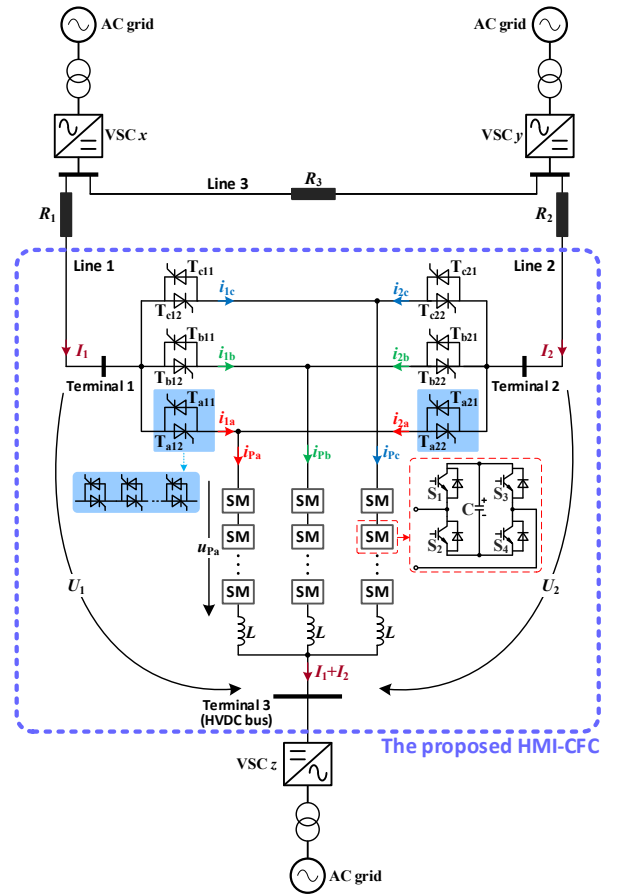 AC grid
AC grid
VSC x
VSC y
Line 3
R3
R1
R2
Line 1
Line 2
Tc11
Tc12
i1c
i2c
Tc21
Tc22
Tb11
Tb12
i1b
i2b
Tb21
Tb22
I1
I2
Terminal 1
Terminal 2
Ta11
Ta12
i1a
i2a
Ta21
Ta22
iPa
iPb
iPc
SM
SM
SM
S1
S3
C
+
-
S2
S4
uPa
SM
SM
SM
SM
SM
SM
U1
U2
L
L
L
I1+I2
Terminal 3
(HVDC bus)
The proposed HMI-CFC
VSC z
AC grid